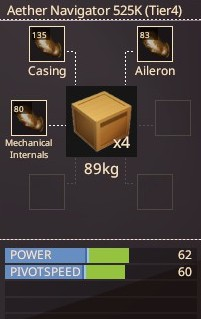 Aether Navigator 525K (Tier4)
135
83
Casing
Aileron
80
Mechanical
Internals
x4
89kg
POWER 62
PIVOTSPEED 60